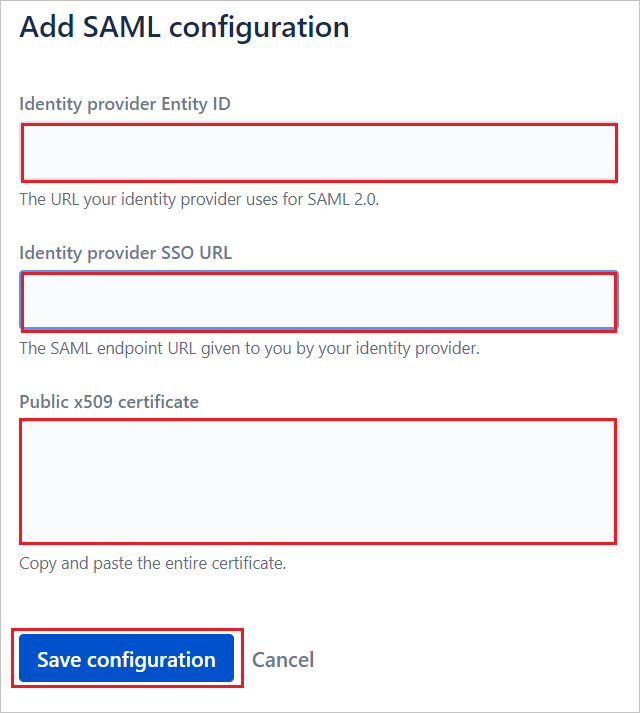 Add SAML configuration
Identity provider Entity ID
The URL your identity provider uses for SAML 2.0.
Identity provider SSO URL
The SAML endpoint URL given to you by your identity provider.
Public x509 certificate
Copy and paste the entire certificate.
Save configuration Cancel